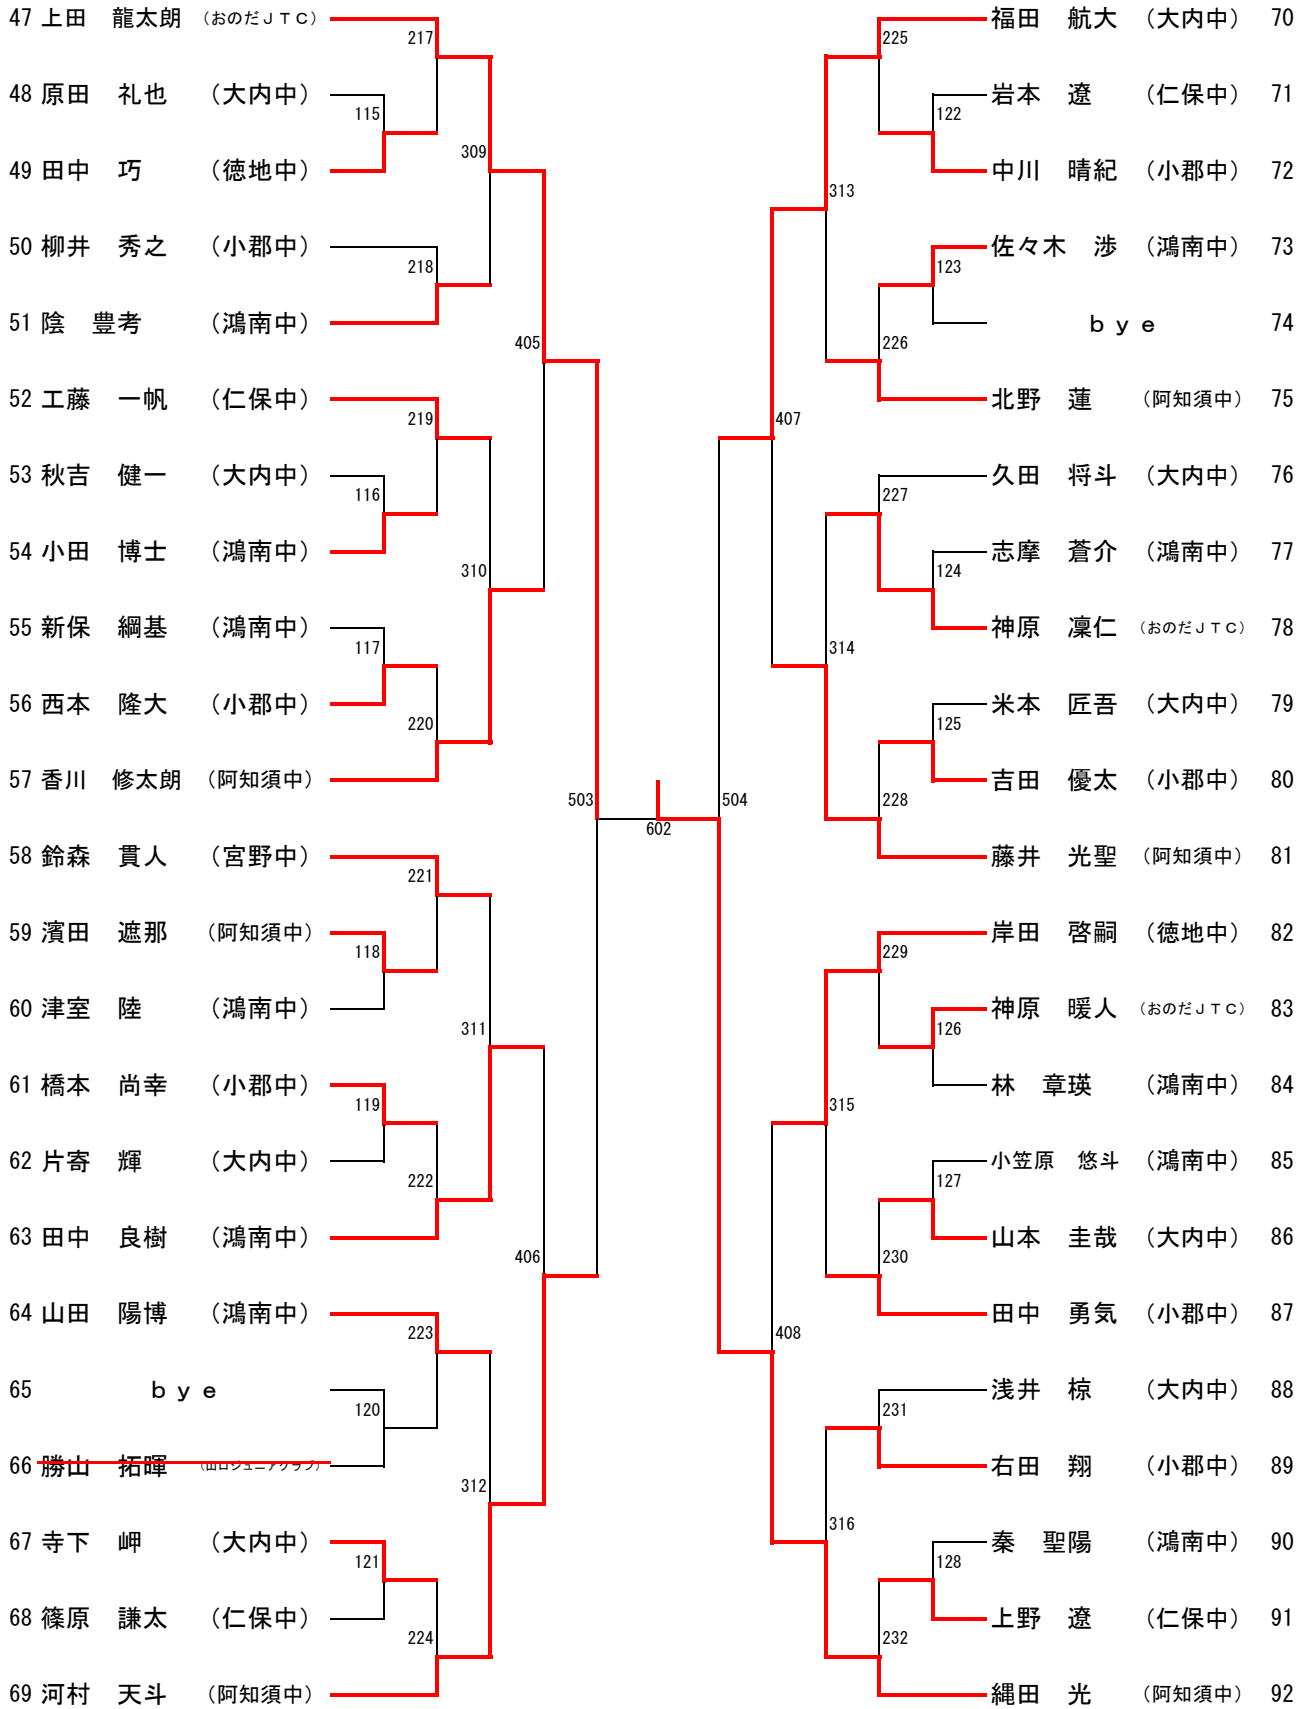 47 上田　龍太朗 （おのだＪＴＣ）
217
48 原田　礼也 （大内中）
115
49 田中　巧 （徳地中）
309
50 柳井　秀之 （小郡中）
218
51 陰　豊考 （鴻南中）
405
52 工藤　一帆 （仁保中）
219
53 秋吉　健一 （大内中）
116
54 小田　博士 （鴻南中）
310
55 新保　綱基 （鴻南中）
117
56 西本　隆大 （小郡中）
220
57 香川　修太朗 （阿知須中）
503
58 鈴森　貫人 （宮野中）
221
59 濱田　遮那 （阿知須中）
118
60 津室　陸 （鴻南中）
311
61 橋本　尚幸 （小郡中）
119
62 片寄　輝 （大内中）
222
63 田中　良樹 （鴻南中）
406
64 山田　陽博 （鴻南中）
223
65 ｂｙｅ
120
66 勝山　拓暉 （山口ジュニアクラブ）
312
67 寺下　岬 （大内中）
121
68 篠原　謙太 （仁保中）
224
69 河村　天斗 （阿知須中）
602
福田　航大 （大内中） 70
225
岩本　遼 （仁保中） 71
122
中川　晴紀 （小郡中） 72
313
佐々木　渉 （鴻南中） 73
123
ｂｙｅ 74
226
北野　蓮 （阿知須中） 75
407
久田　将斗 （大内中） 76
227
志摩　蒼介 （鴻南中） 77
124
神原　凜仁 （おのだＪＴＣ） 78
314
米本　匠吾 （大内中） 79
125
吉田　優太 （小郡中） 80
504
228
藤井　光聖 （阿知須中） 81
岸田　啓嗣 （徳地中） 82
229
神原　暖人 （おのだＪＴＣ） 83
126
林　章瑛 （鴻南中） 84
315
小笠原　悠斗 （鴻南中） 85
127
山本　圭哉 （大内中） 86
230
田中　勇気 （小郡中） 87
408
浅井　椋 （大内中） 88
231
右田　翔 （小郡中） 89
316
秦　聖陽 （鴻南中） 90
128
上野　遼 （仁保中） 91
232
縄田　光 （阿知須中） 92